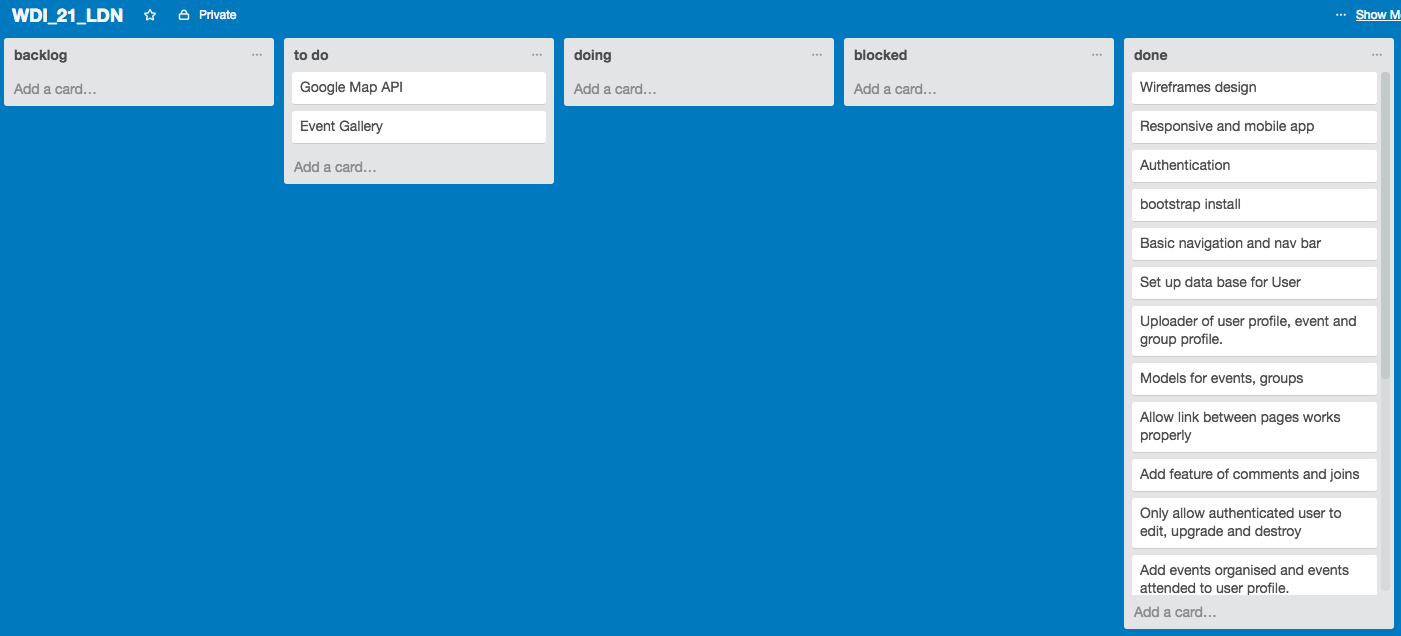 WDI_21_LDN
Private
... Show M
backlog
Add a card…
to do
Google Map API
Event Gallery
Add a card…
doing
Add a card…
blocked
Add a card…
done
Wireframes design
Responsive and mobile app
Authentication
bootstrap install
Basic navigation and nav bar
Set up data base for User
Uploader of user profile, event and
group profile.
Models for events, groups
Allow link between pages works
properly
Add feature of comments and joins
Only allow authenticated user to
edit, upgrade and destroy
Add events organised and events
attended to user profile.
Add a card…